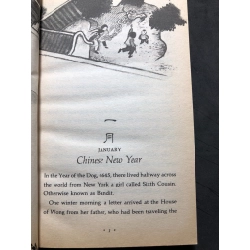 一
月
JANUARY
Chinese New Year
In the Year of the Dog, 4645, there lived halfway across
the world from New York a girl called Sixth Cousin.
Otherwise known as Bandit.
One winter morning a letter arrived at the House
of Wong from her father, who had been traveling the
· 1 ·